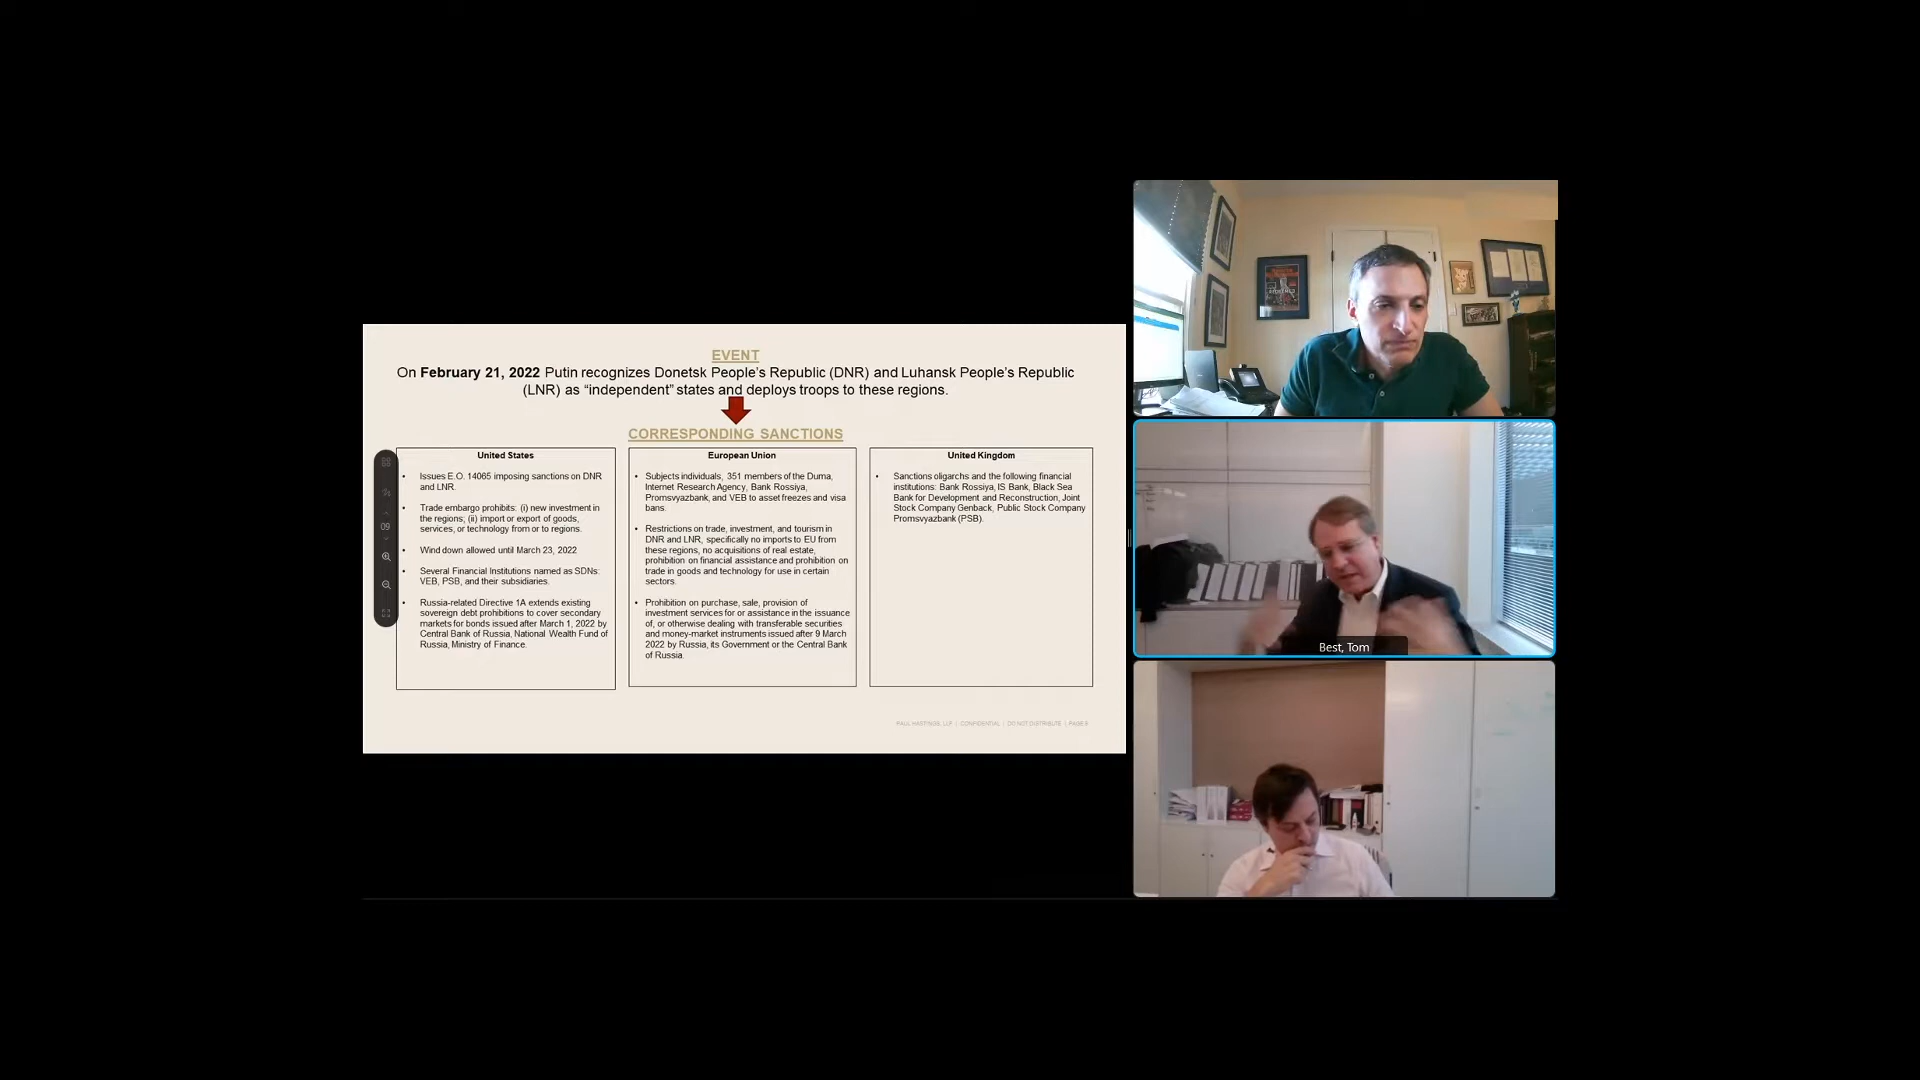 EVENT
On February 21, 2022 Putin recognizes Donetsk People's Republic (DNR) and Luhansk People's Republic
(LNR) as “independent” states and deploys troops to these regions.
CORRESPONDING SANCTIONS
United States
• Issues E.O. 14065 imposing sanctions on DNR
and LNR.
• Trade embargo prohibits: (i) new investment in
the regions; (ii) import or export of goods,
services, or technology from or to regions.
• Wind down allowed until March 23, 2022
• Several Financial Institutions named as SDNs:
VEB, PSB, and their subsidiaries.
• Russia-related Directive 1A extends existing
sovereign debt prohibitions to cover secondary
markets for bonds issued after March 1, 2022 by
Central Bank of Russia, National Wealth Fund of
Russia, Ministry of Finance.
European Union
• Subjects individuals, 351 members of the Duma,
Internet Research Agency, Bank Rossiya,
Promsvyazbank, and VEB to asset freezes and visa
bans.
• Restrictions on trade, investment, and tourism in
DNR and LNR, specifically no imports to EU from
these regions, no acquisitions of real estate,
prohibition on financial assistance and prohibition on
trade in goods and technology for use in certain
sectors.
• Prohibition on purchase, sale, provision of
investment services for or assistance in the issuance
of, or otherwise dealing with transferable securities
and money-market instruments issued after 9 March
2022 by Russia, its Government or the Central Bank
of Russia.
United Kingdom
• Sanctions oligarchs and the following financial
institutions: Bank Rossiya, IS Bank, Black Sea
Bank for Development and Reconstruction, Joint
Stock Company Genback, Public Stock Company
Promsvyazbank (PSB).
09
PAUL HASTINGS, LLP | CONFIDENTIAL | DO NOT DISTRIBUTE | PAGE 9
Best, Tom